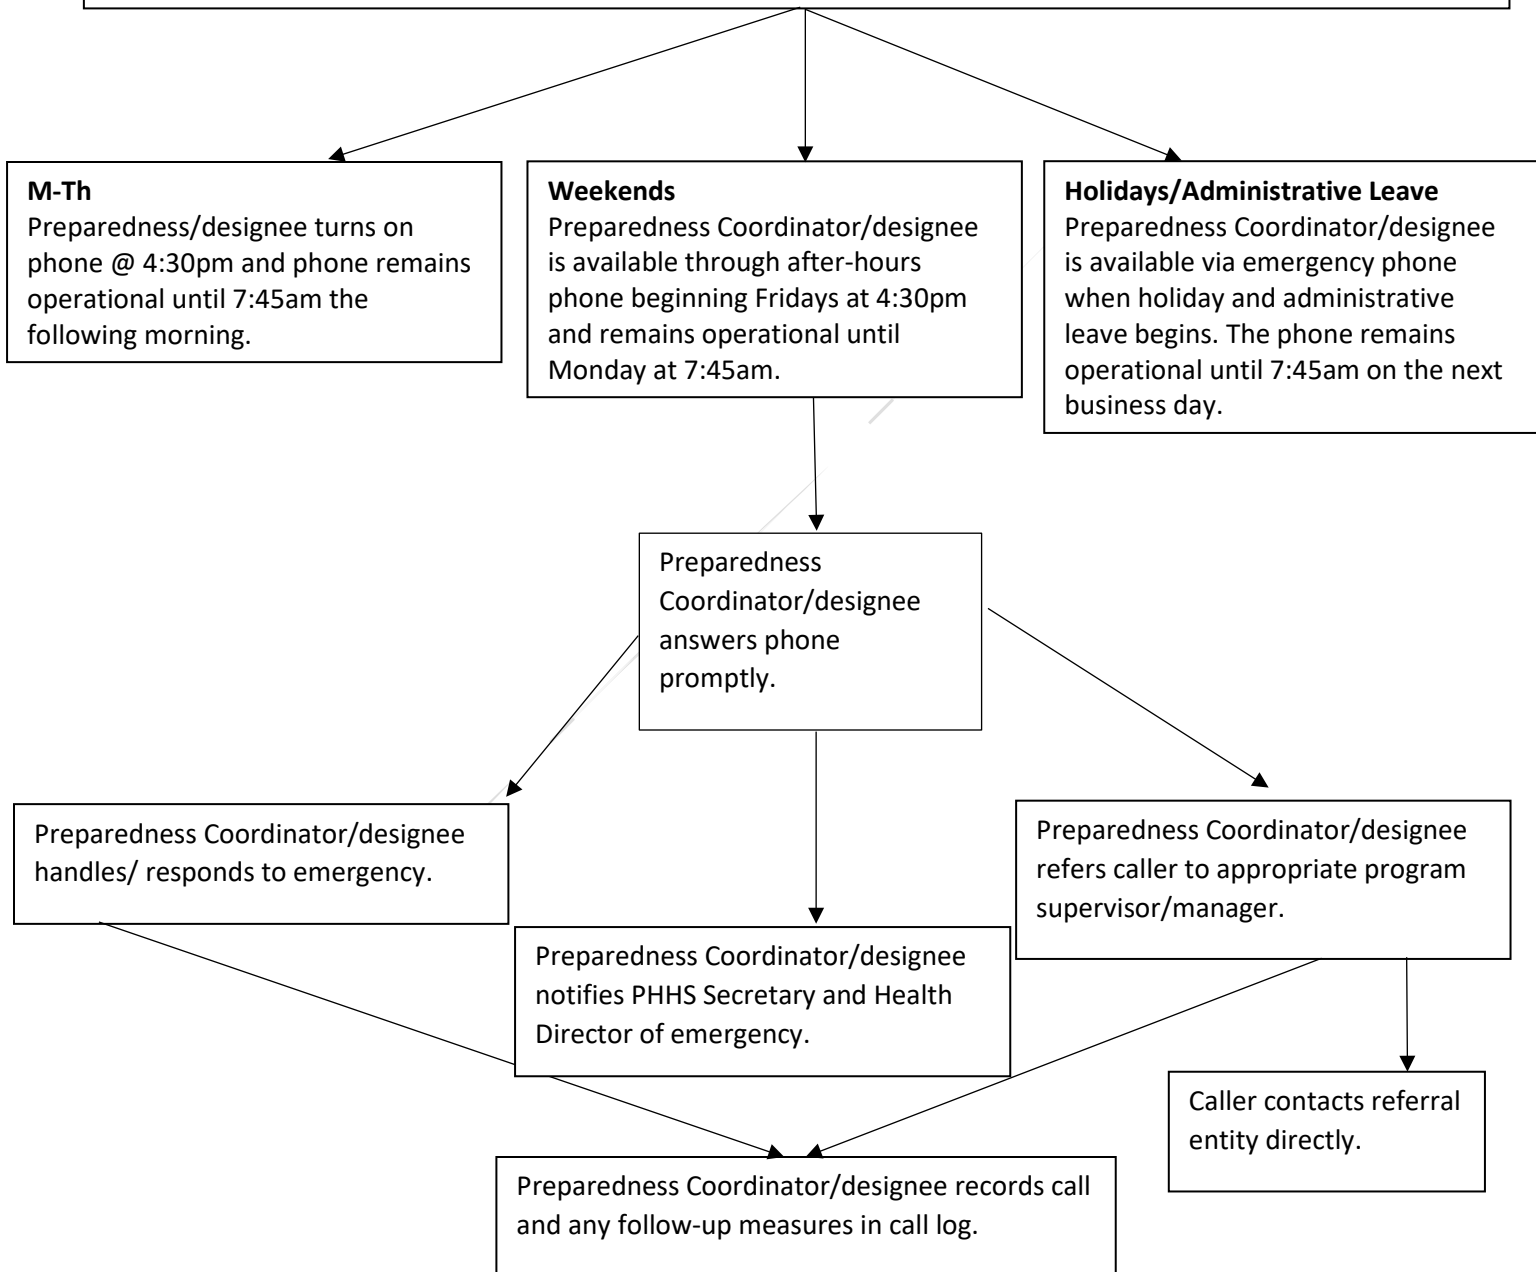 M-Th
Preparedness/designee turns on
phone @ 4:30pm and phone remains
operational until 7:45am the
following morning.
Weekends
Preparedness Coordinator/designee
is available through after-hours
phone beginning Fridays at 4:30pm
and remains operational until
Monday at 7:45am.
Holidays/Administrative Leave
Preparedness Coordinator/designee
is available via emergency phone
when holiday and administrative
leave begins. The phone remains
operational until 7:45am on the next
business day.
Preparedness
Coordinator/designee
answers phone
promptly.
Preparedness Coordinator/designee
handles/ responds to emergency.
Preparedness Coordinator/designee
notifies PHHS Secretary and Health
Director of emergency.
Preparedness Coordinator/designee
refers caller to appropriate program
supervisor/manager.
Caller contacts referral
entity directly.
Preparedness Coordinator/designee records call
and any follow-up measures in call log.